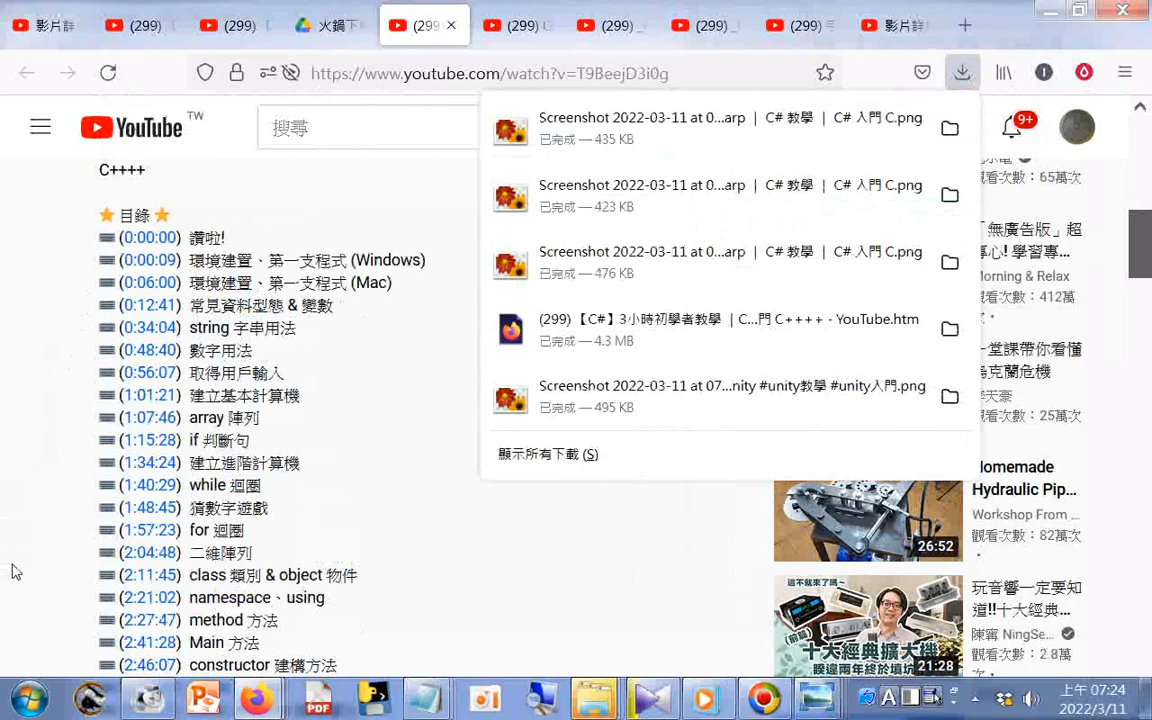 影片詳
(299)
(299)
火鍋下
(299
(299) U
(299)
(299)
(299)
影片詳
https://www.youtube.com/watch?v=T9BeejD3i0g
YouTube TW
搜尋
9+
Screenshot 2022-03-11 at 0...arp ｜ C# 教學 ｜ C# 入門 C.png
已完成 — 435 KB
Screenshot 2022-03-11 at 0...arp ｜ C# 教學 ｜ C# 入門 C.png
已完成 — 423 KB
Screenshot 2022-03-11 at 0...arp ｜ C# 教學 ｜ C# 入門 C.png
已完成 — 476 KB
(299) 【C#】3小時初學者教學 ｜C...門 C++++ - YouTube.htm
已完成 — 4.3 MB
Screenshot 2022-03-11 at 07...nity #unity教學 #unity入門.png
已完成 — 495 KB
顯示所有下載 (S)
C++++
目錄
(0:00:00) 讚啦!
(0:00:09) 環境建置、第一支程式 (Windows)
(0:06:00) 環境建置、第一支程式 (Mac)
(0:12:41) 常見資料型態 & 變數
(0:34:04) string 字串用法
(0:48:40) 數字用法
(0:56:07) 取得用戶輸入
(1:01:21) 建立基本計算機
(1:07:46) array 陣列
(1:15:28) if 判斷句
(1:34:24) 建立進階計算機
(1:40:29) while 迴圈
(1:48:45) 猜數字遊戲
(1:57:23) for 迴圈
(2:04:48) 二維陣列
(2:11:45) class 類別 & object 物件
(2:21:02) namespace、using
(2:27:47) method 方法
(2:41:28) Main 方法
(2:46:07) constructor 建構方法
觀看次數：65萬次
「無廣告版」超
專心! 學習專...
Morning & Relax
觀看次數：412萬
次
一堂課帶你看懂
烏克蘭危機
李天豪
觀看次數：25萬次
Homemade
Hydraulic Pip...
Workshop From ...
觀看次數：82萬次
26:52
玩音響一定要知
道!!十大經典...
陳寗 NingSe...
觀看次數：2.8萬
次
這不就來了嗎~
(前篇)
十大經典擴大機
睽違兩年終於填坑
21:28
PDF
A
上午 07:24
2022/3/11